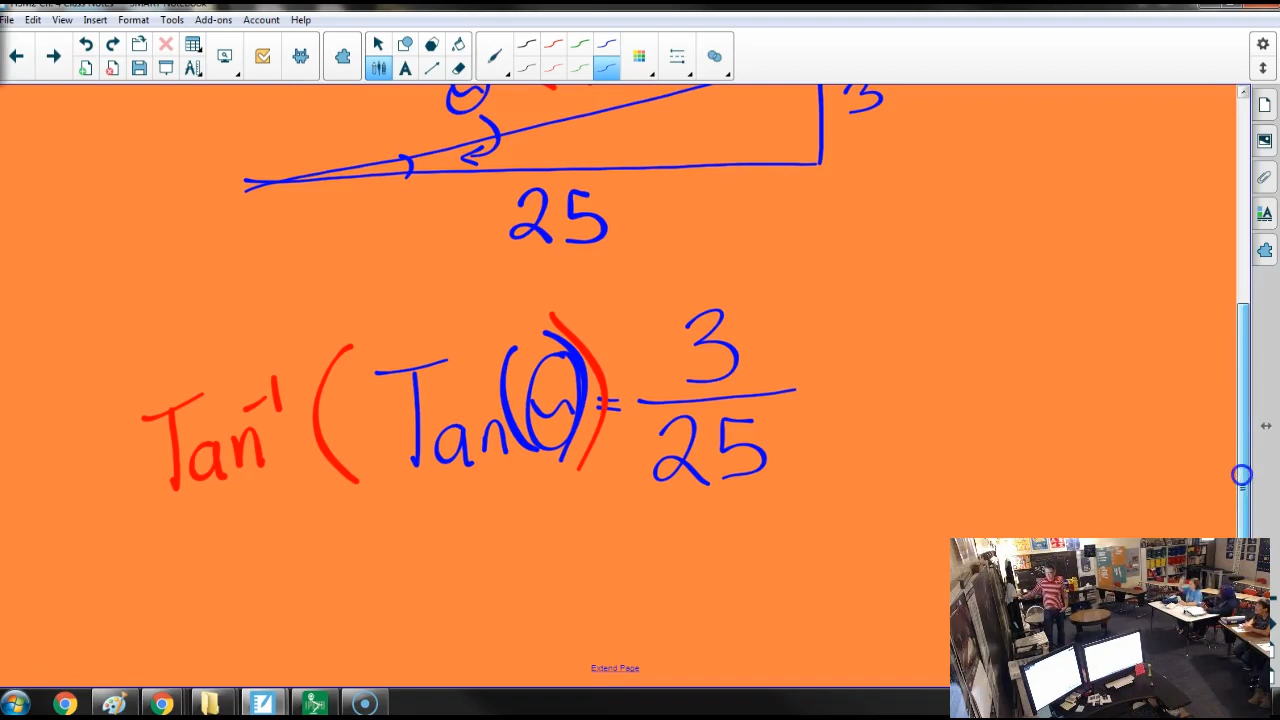 File Edit View Insert Format Tools Add-ons Account Help
θ
3
25
Tan⁻¹ ( Tan(θ)) = 3/25
Extend Page